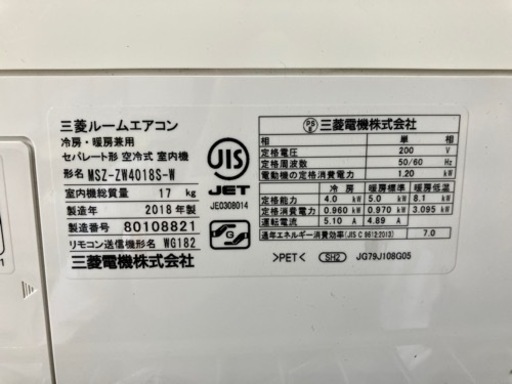 三菱ルームエアコン
冷房・暖房兼用
セパレート形 空冷式 室内機
形名 MSZ-ZW4018S-W
室内機総質量 17 kg
製造年 2018 年製
製造番号 80108821
リモコン送信機形名 WG182
三菱電機株式会社
JIS
JET
JE0308014
PS E 三菱電機株式会社
相 単 相
定格電圧 200 V
定格周波数 50/60 Hz
電動機の定格消費電力 1.20
冷 房 暖房標準 暖房低温
定格能力 4.0 kW 5.0 kW 8.1 kW
定格消費電力 0.960 kW 0.970 kW 3.095 kW
運転電流 5.10 A 4.89 A
通年エネルギー消費効率(JIS C 9612:2013) 7.0
>PET< SH2 JG79J108G05